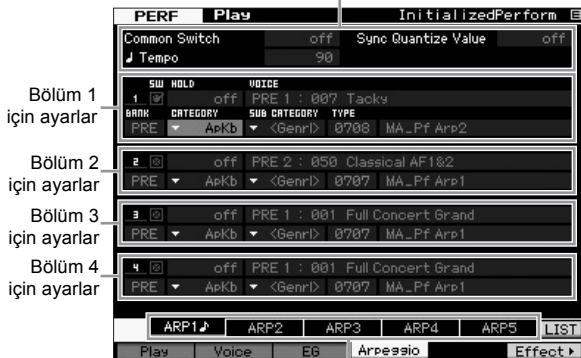 PERF Play InitializedPerform E
Common Switch off Sync Quantize Value off
♩ Tempo 90
SW HOLD VOICE
1 off PRE 1 : 007 Tacky
BANK CATEGORY SUB CATEGORY TYPE
PRE ▼ ApKb ▼ <Genrl> 0708 MA_Pf Arp2
Bölüm 1
için ayarlar
2 off PRE 2 : 050 Classical AF1&2
PRE ▼ ApKb ▼ <Genrl> 0707 MA_Pf Arp1
Bölüm 2
için ayarlar
3 off PRE 1 : 001 Full Concert Grand
PRE ▼ ApKb ▼ <Genrl> 0707 MA_Pf Arp1
Bölüm 3
için ayarlar
4 off PRE 1 : 001 Full Concert Grand
PRE ▼ ApKb ▼ <Genrl> 0707 MA_Pf Arp1
Bölüm 4
için ayarlar
ARP1♪ ARP2 ARP3 ARP4 ARP5 LIST
Play Voice EG Arpeggio Effect ▸